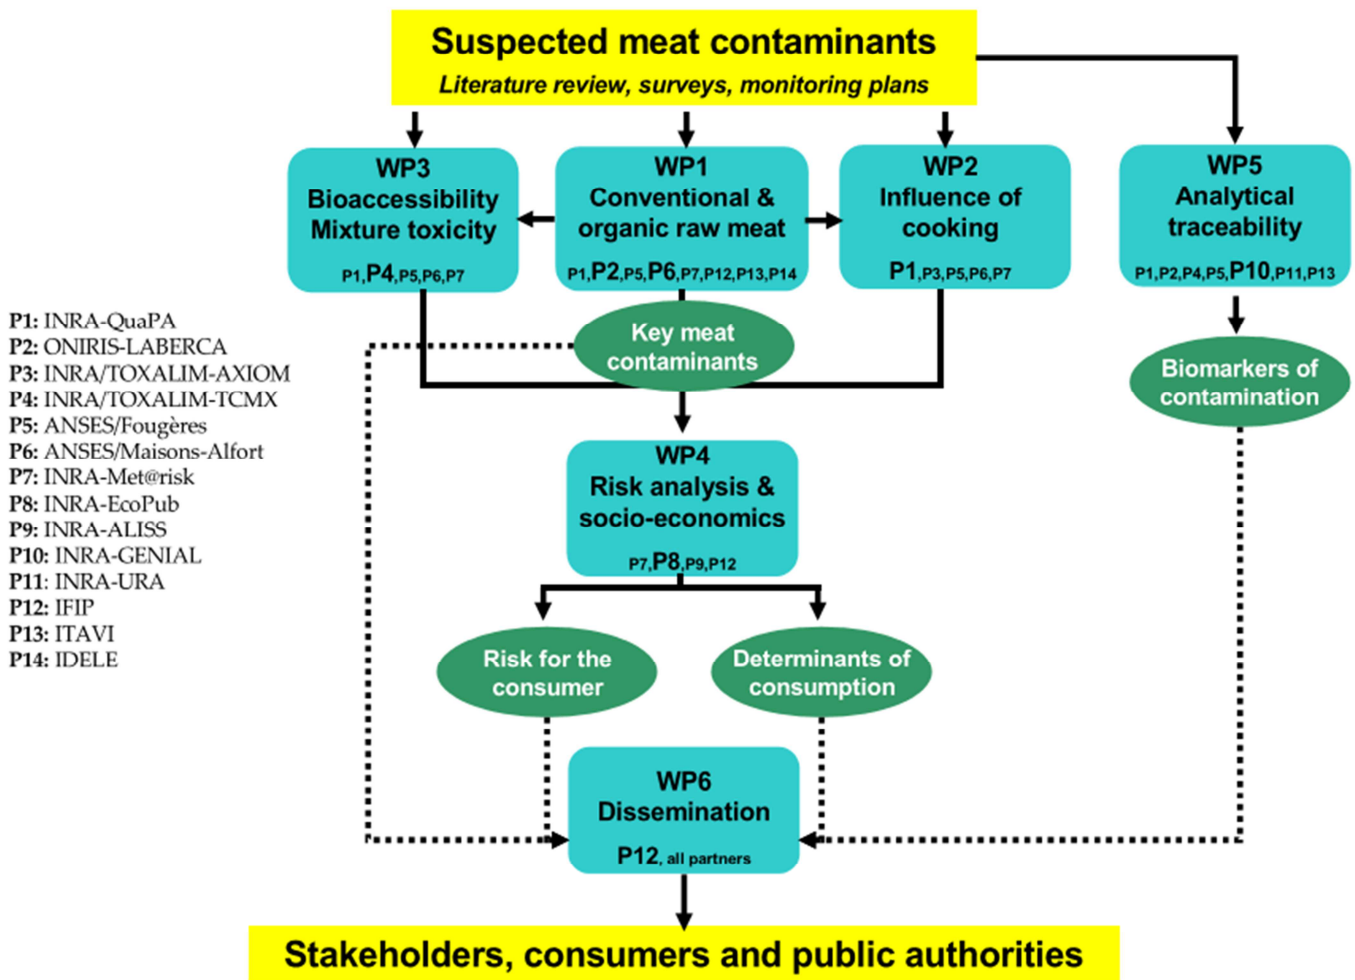 Suspected meat contaminants
Literature review, surveys, monitoring plans
WP3
Bioaccessibility
Mixture toxicity
P1,P4,P5,P6,P7
WP1
Conventional &
organic raw meat
P1,P2,P5,P6,P7,P12,P13,P14
WP2
Influence of
cooking
P1,P3,P5,P6,P7
WP5
Analytical
traceability
P1,P2,P4,P5,P10,P11,P13
Key meat
contaminants
Biomarkers of
contamination
P1: INRA-QuaPA
P2: ONIRIS-LABERCA
P3: INRA/TOXALIM-AXIOM
P4: INRA/TOXALIM-TCMX
P5: ANSES/Fougères
P6: ANSES/Maisons-Alfort
P7: INRA-Met@risk
P8: INRA-EcoPub
P9: INRA-ALISS
P10: INRA-GENIAL
P11: INRA-URA
P12: IFIP
P13: ITAVI
P14: IDELE
WP4
Risk analysis &
socio-economics
P7,P8,P9,P12
Risk for the
consumer
Determinants of
consumption
WP6
Dissemination
P12, all partners
Stakeholders, consumers and public authorities